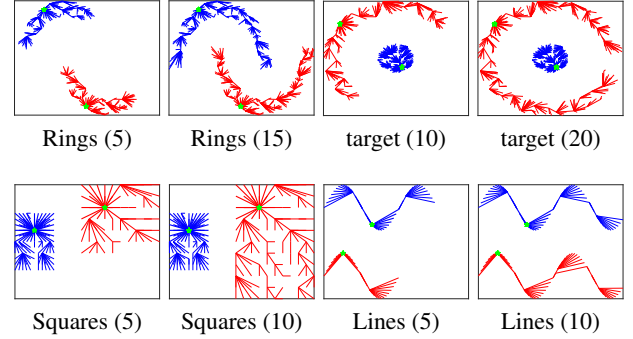 Rings (5) Rings (15) target (10) target (20)
Squares (5) Squares (10) Lines (5) Lines (10)